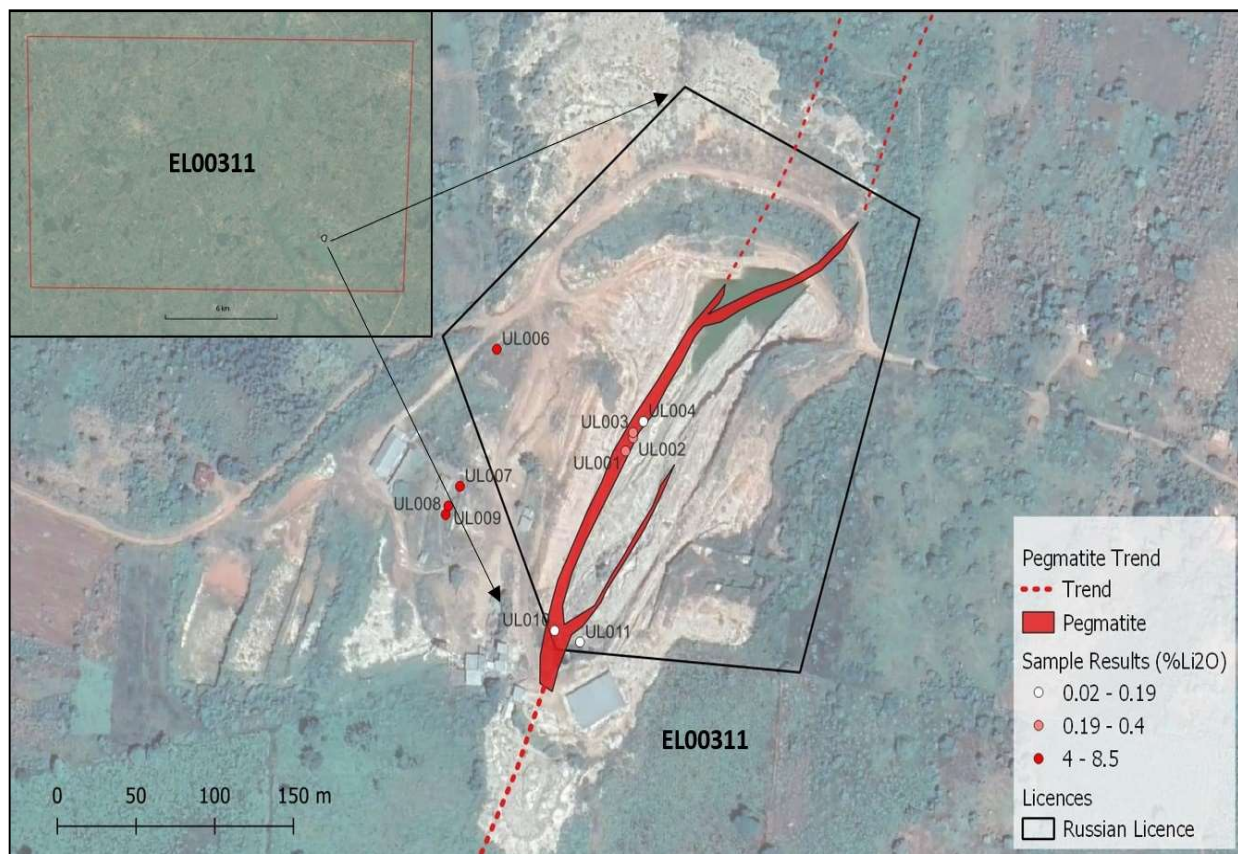 EL00311
6 km
UL006
UL004
UL003
UL002
UL001
UL007
UL008
UL009
UL010
UL011
EL00311
0 50 100 150 m
Pegmatite Trend
Trend
Pegmatite
Sample Results (%Li2O)
0.02 - 0.19
0.19 - 0.4
4 - 8.5
Licences
Russian Licence